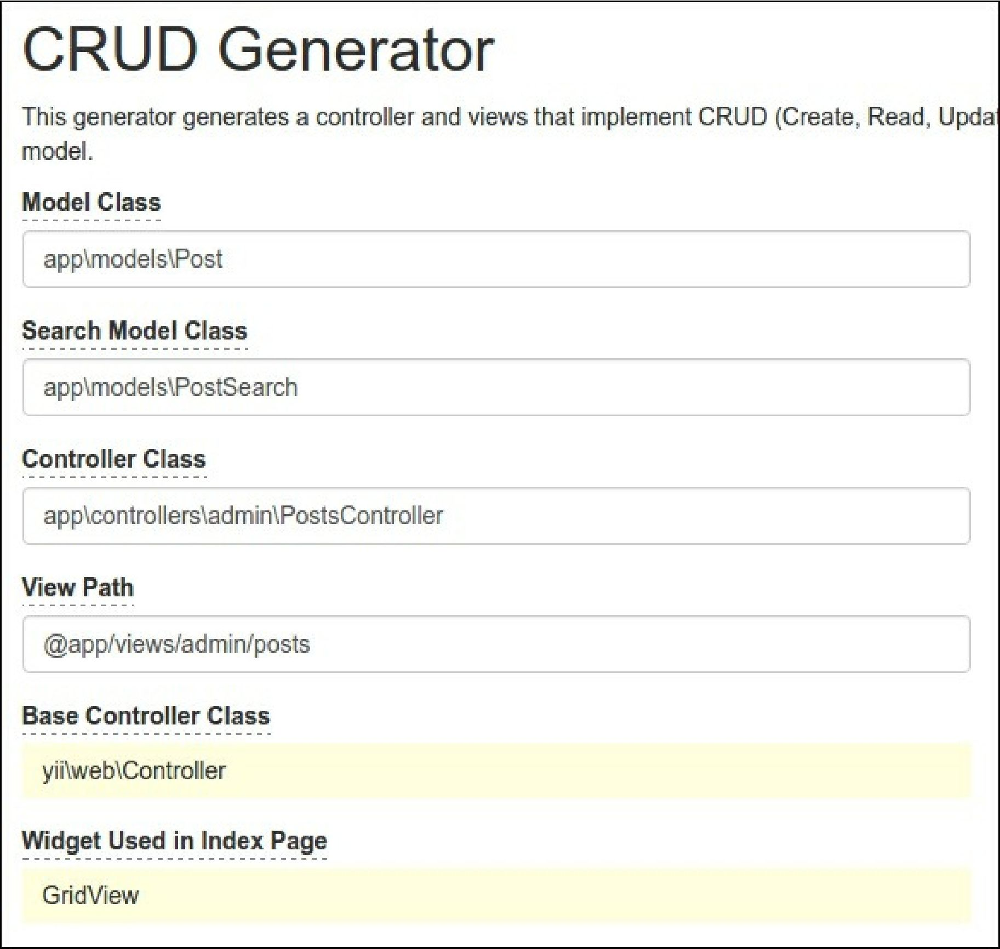 CRUD Generator
This generator generates a controller and views that implement CRUD (Create, Read, Updat
model.
Model Class
app\models\Post
Search Model Class
app\models\PostSearch
Controller Class
app\controllers\admin\PostsController
View Path
@app/views/admin/posts
Base Controller Class
yii\web\Controller
Widget Used in Index Page
GridView